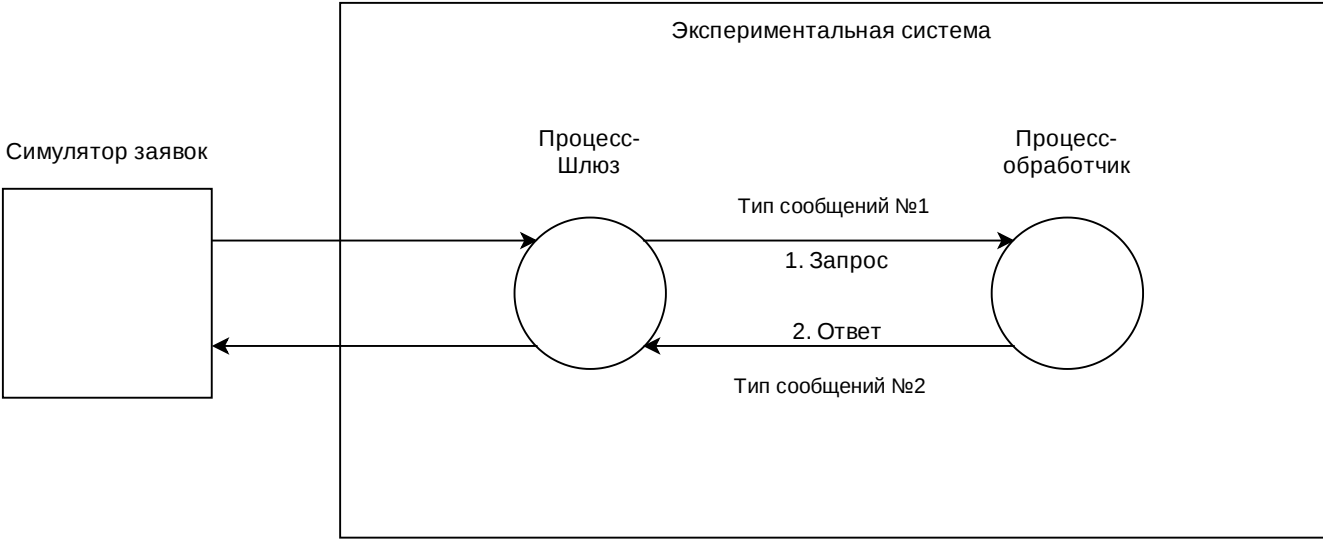 Экспериментальная система
Симулятор заявок
Процесс-
Шлюз
Процесс-
обработчик
Тип сообщений №1
1. Запрос
2. Ответ
Тип сообщений №2